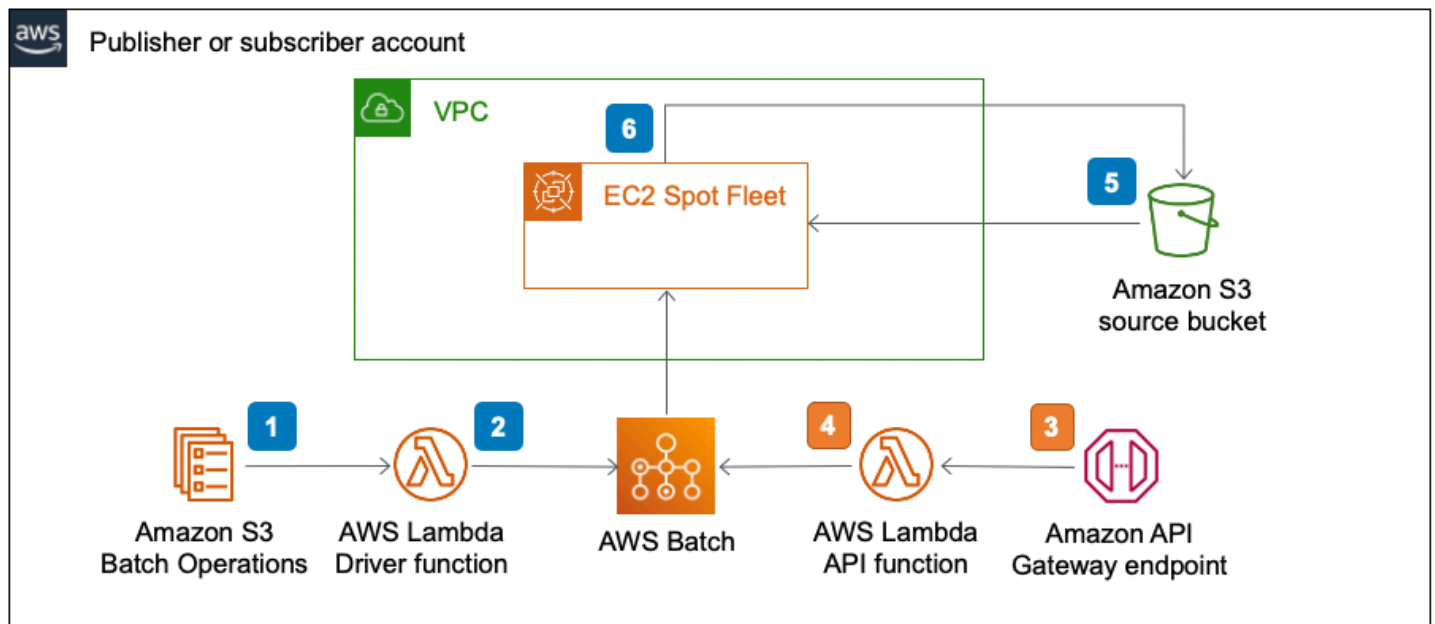 aws
Publisher or subscriber account
VPC
6
EC2 Spot Fleet
5
Amazon S3
source bucket
1
2
4
3
Amazon S3
Batch Operations
AWS Lambda
Driver function
AWS Batch
AWS Lambda
API function
Amazon API
Gateway endpoint